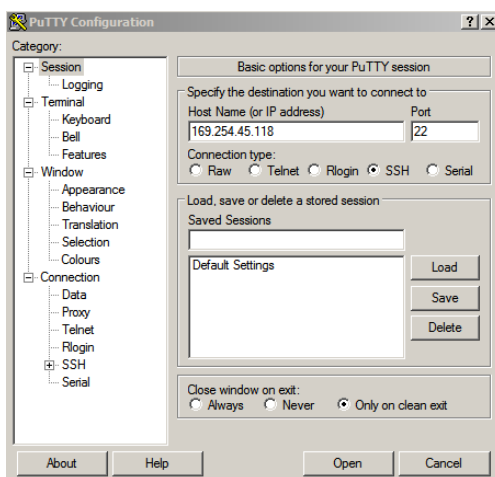 PuTTY Configuration
Category:
Session
Logging
Terminal
Keyboard
Bell
Features
Window
Appearance
Behaviour
Translation
Selection
Colours
Connection
Data
Proxy
Telnet
Rlogin
SSH
Serial
Basic options for your PuTTY session
Specify the destination you want to connect to
Host Name (or IP address) Port
169.254.45.118 22
Connection type:
Raw Telnet Rlogin SSH Serial
Load, save or delete a stored session
Saved Sessions
Default Settings
Load
Save
Delete
Close window on exit:
Always Never Only on clean exit
About Help Open Cancel